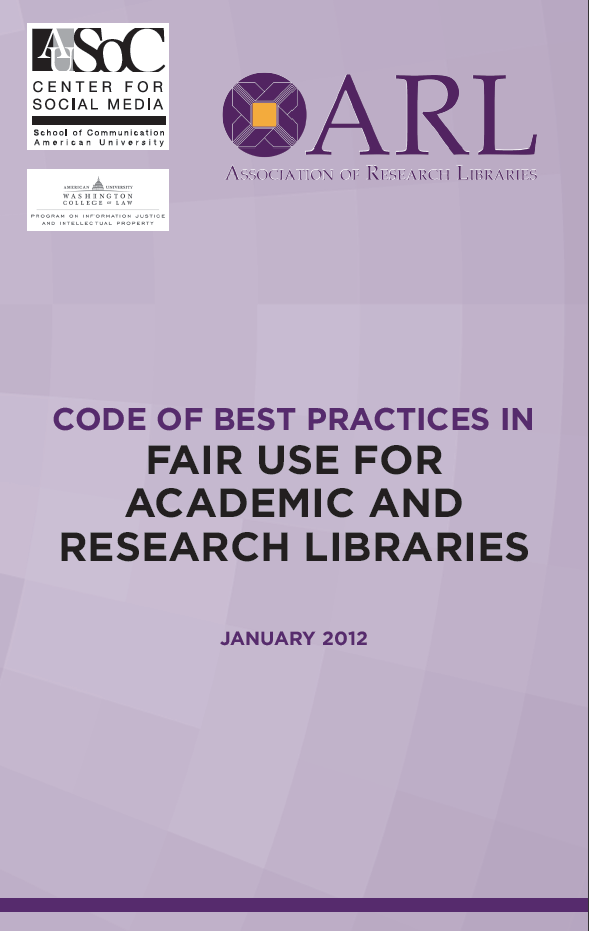 AU SOC
CENTER FOR
SOCIAL MEDIA
School of Communication
American University
ARL
ASSOCIATION OF RESEARCH LIBRARIES
AMERICAN UNIVERSITY
WASHINGTON
COLLEGE OF LAW
PROGRAM ON INFORMATION JUSTICE
AND INTELLECTUAL PROPERTY
CODE OF BEST PRACTICES IN
FAIR USE FOR
ACADEMIC AND
RESEARCH LIBRARIES
JANUARY 2012